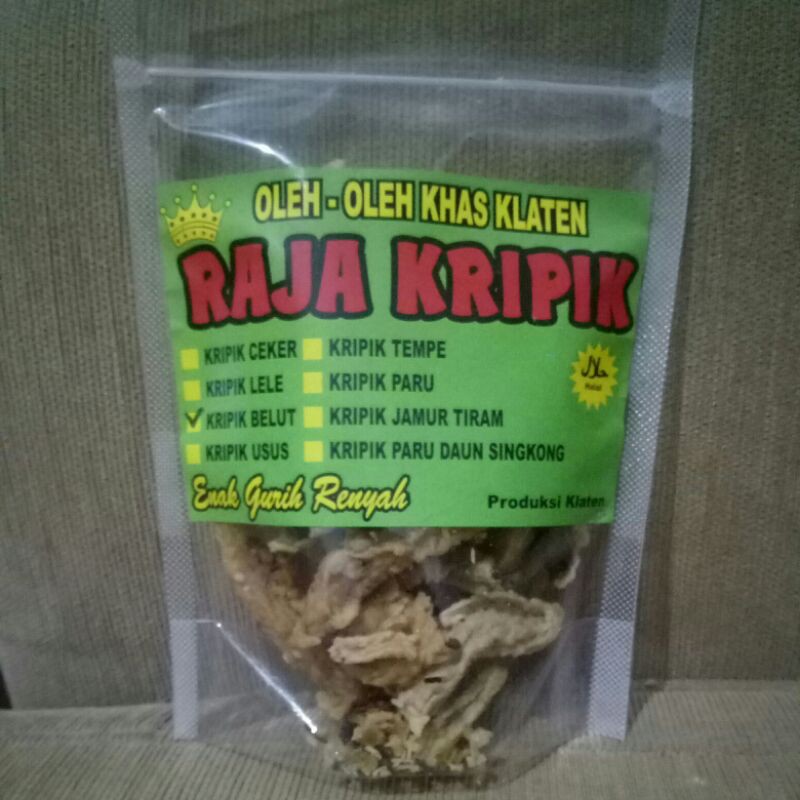 OLEH - OLEH KHAS KLATEN
RAJA KRIPIK
KRIPIK CEKER
KRIPIK LELE
KRIPIK BELUT
KRIPIK USUS
KRIPIK TEMPE
KRIPIK PARU
KRIPIK JAMUR TIRAM
KRIPIK PARU DAUN SINGKONG
حلال
Halal
Enak Gurih Renyah
Produksi Klaten